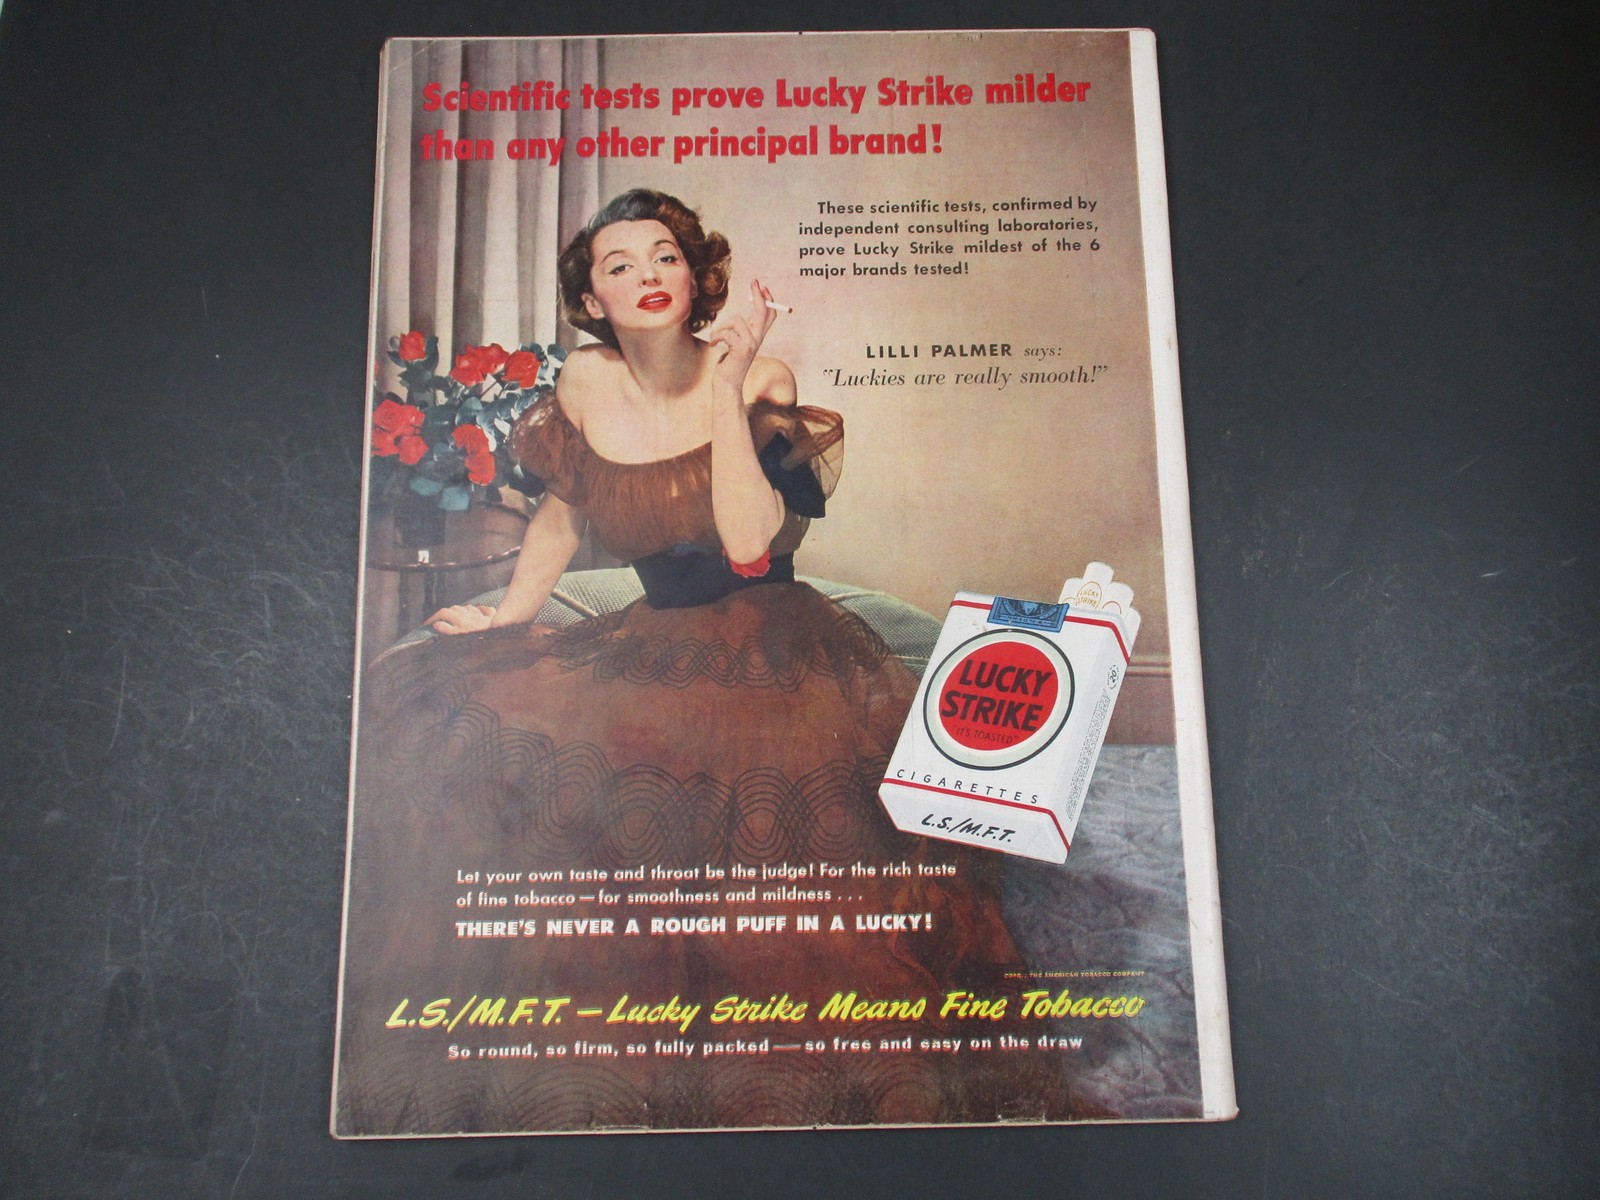 Scientific tests prove Lucky Strike milder
than any other principal brand!
These scientific tests, confirmed by
independent consulting laboratories,
prove Lucky Strike mildest of the 6
major brands tested!
LILLI PALMER says:
"Luckies are really smooth!"
LUCKY
STRIKE
20
LUCKY
STRIKE
"IT'S TOASTED"
CIGARETTES
L.S./M.F.T.
Let your own taste and throat be the judge! For the rich taste
of fine tobacco — for smoothness and mildness . . .
THERE'S NEVER A ROUGH PUFF IN A LUCKY!
COPR., THE AMERICAN TOBACCO COMPANY
L.S./M.F.T. — Lucky Strike Means Fine Tobacco
So round, so firm, so fully packed — so free and easy on the draw